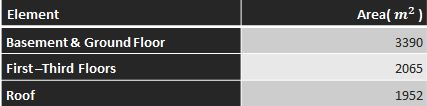 Element Area( m² )
Basement & Ground Floor 3390
First –Third Floors 2065
Roof 1952